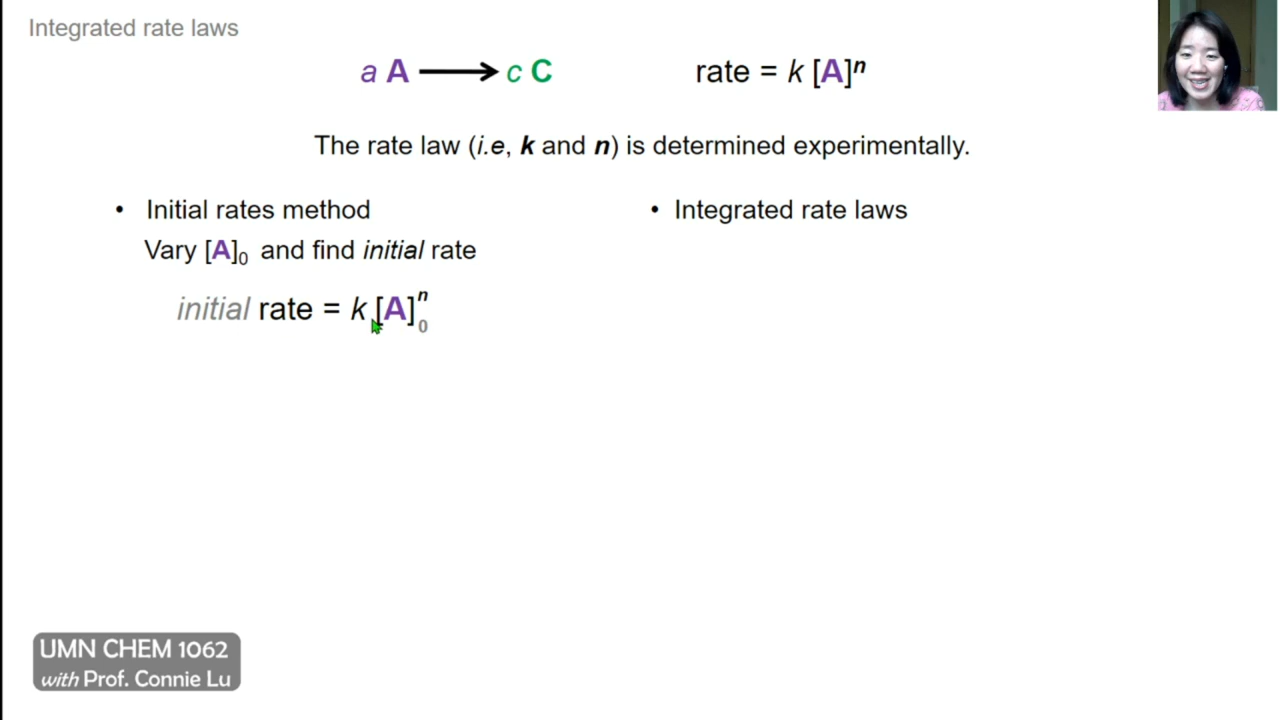 Integrated rate laws
a A ⟶ c C
rate = k [A]ⁿ
The rate law (i.e, k and n) is determined experimentally.
• Initial rates method
Vary [A]₀ and find initial rate
initial rate = k [A]₀ⁿ
• Integrated rate laws
UMN CHEM 1062
with Prof. Connie Lu